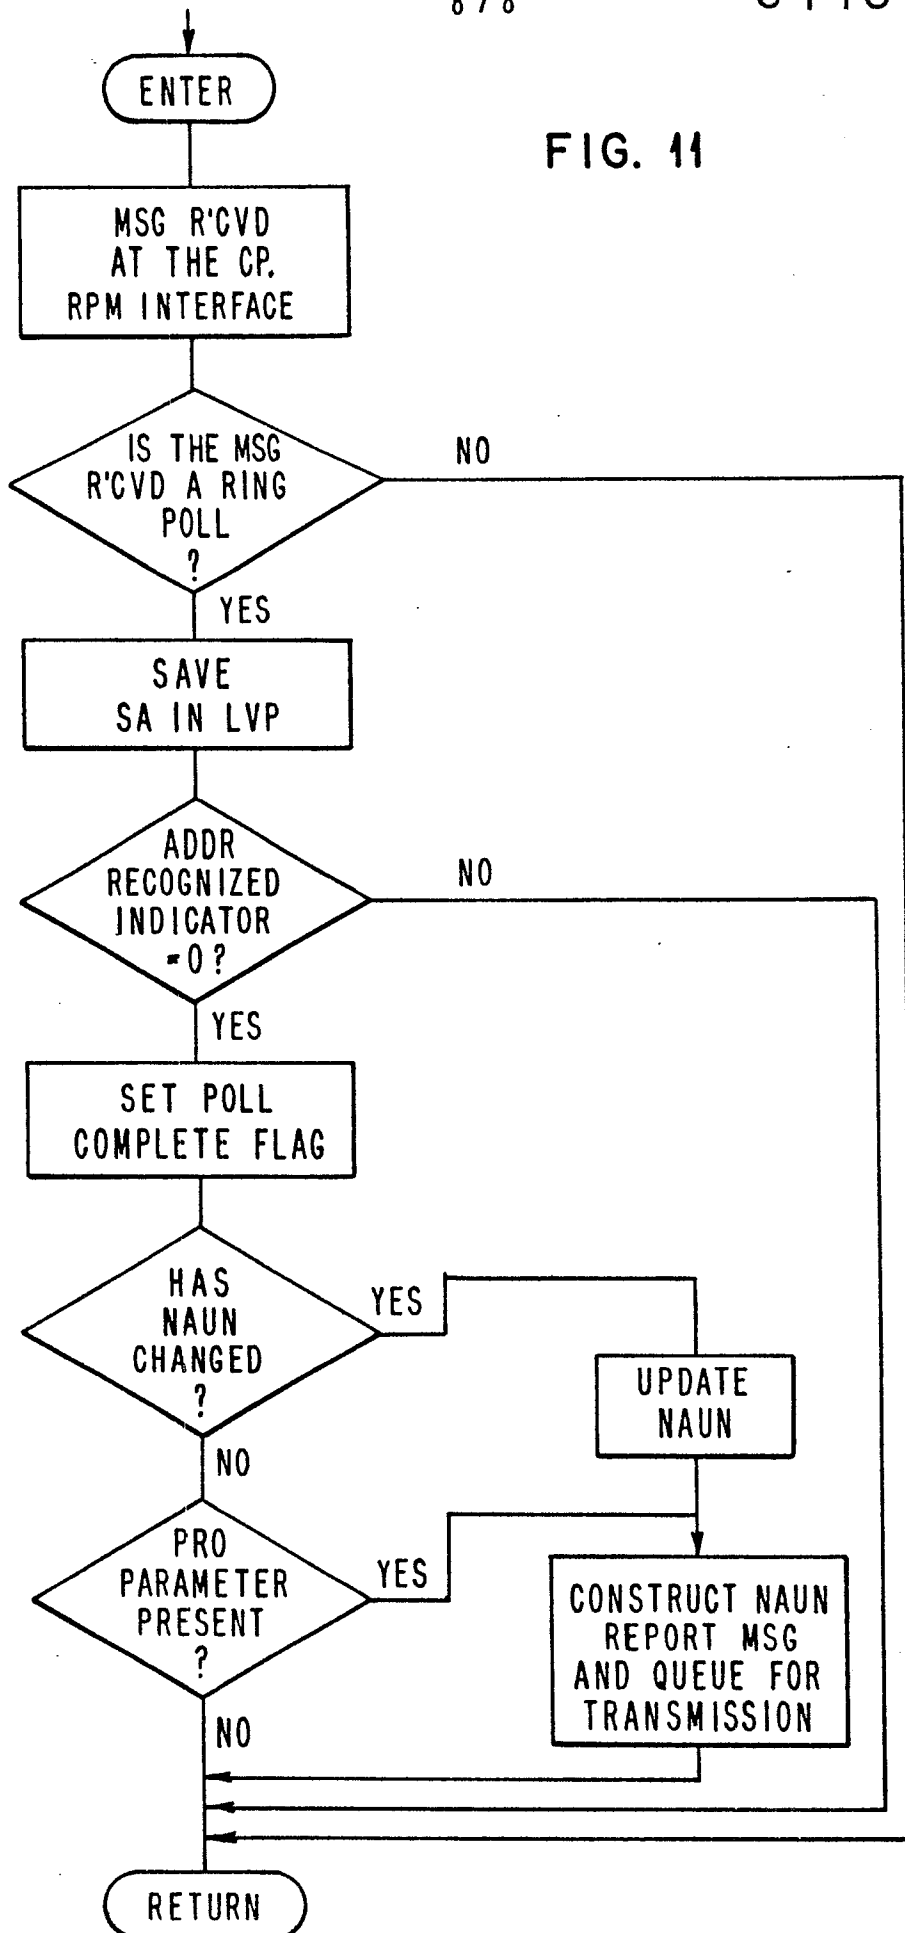 8/8
ENTER
FIG. 11
MSG R'CVD
AT THE CP.
RPM INTERFACE
IS THE MSG
R'CVD A RING
POLL
?
NO
YES
SAVE
SA IN LVP
ADDR
RECOGNIZED
INDICATOR
=0?
NO
YES
SET POLL
COMPLETE FLAG
HAS
NAUN
CHANGED
?
YES
UPDATE
NAUN
NO
PRO
PARAMETER
PRESENT
?
YES
CONSTRUCT NAUN
REPORT MSG
AND QUEUE FOR
TRANSMISSION
NO
RETURN